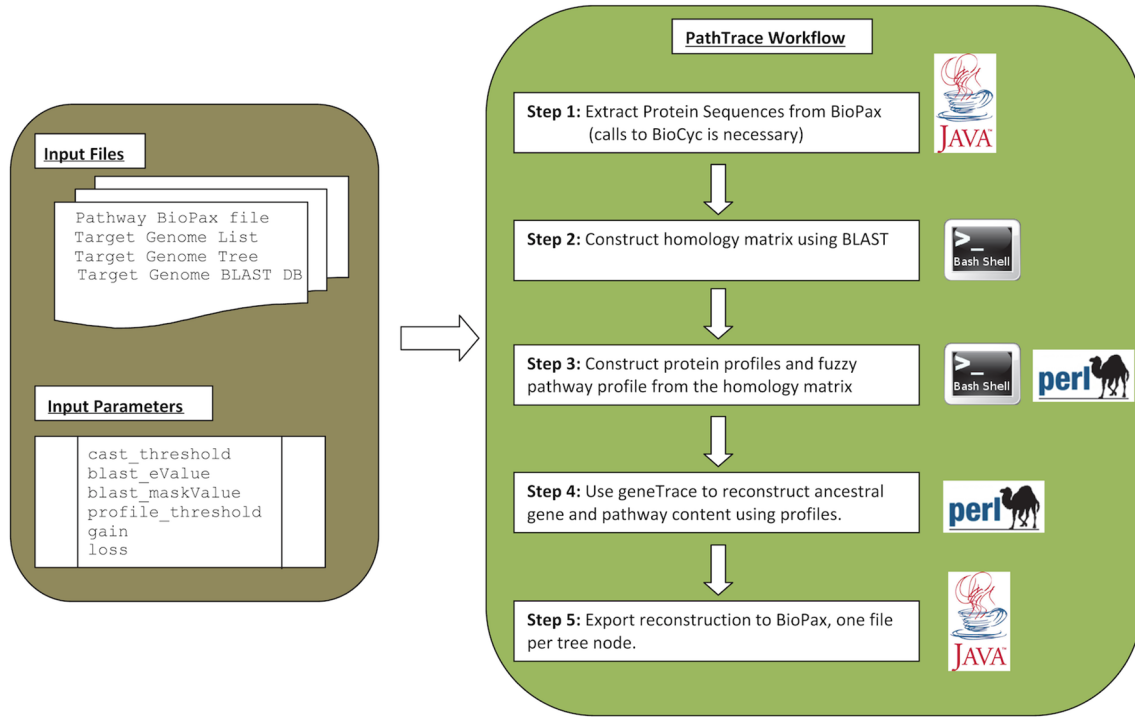 Input Files
Pathway BioPax file
Target Genome List
Target Genome Tree
Target Genome BLAST DB
Input Parameters
cast_threshold
blast_eValue
blast_maskValue
profile_threshold
gain
loss
PathTrace Workflow
Step 1: Extract Protein Sequences from BioPax
(calls to BioCyc is necessary)
JAVA™
Step 2: Construct homology matrix using BLAST
>_
Bash Shell
Step 3: Construct protein profiles and fuzzy
pathway profile from the homology matrix
>_
Bash Shell
perl
Step 4: Use geneTrace to reconstruct ancestral
gene and pathway content using profiles.
perl
Step 5: Export reconstruction to BioPax, one file
per tree node.
JAVA™